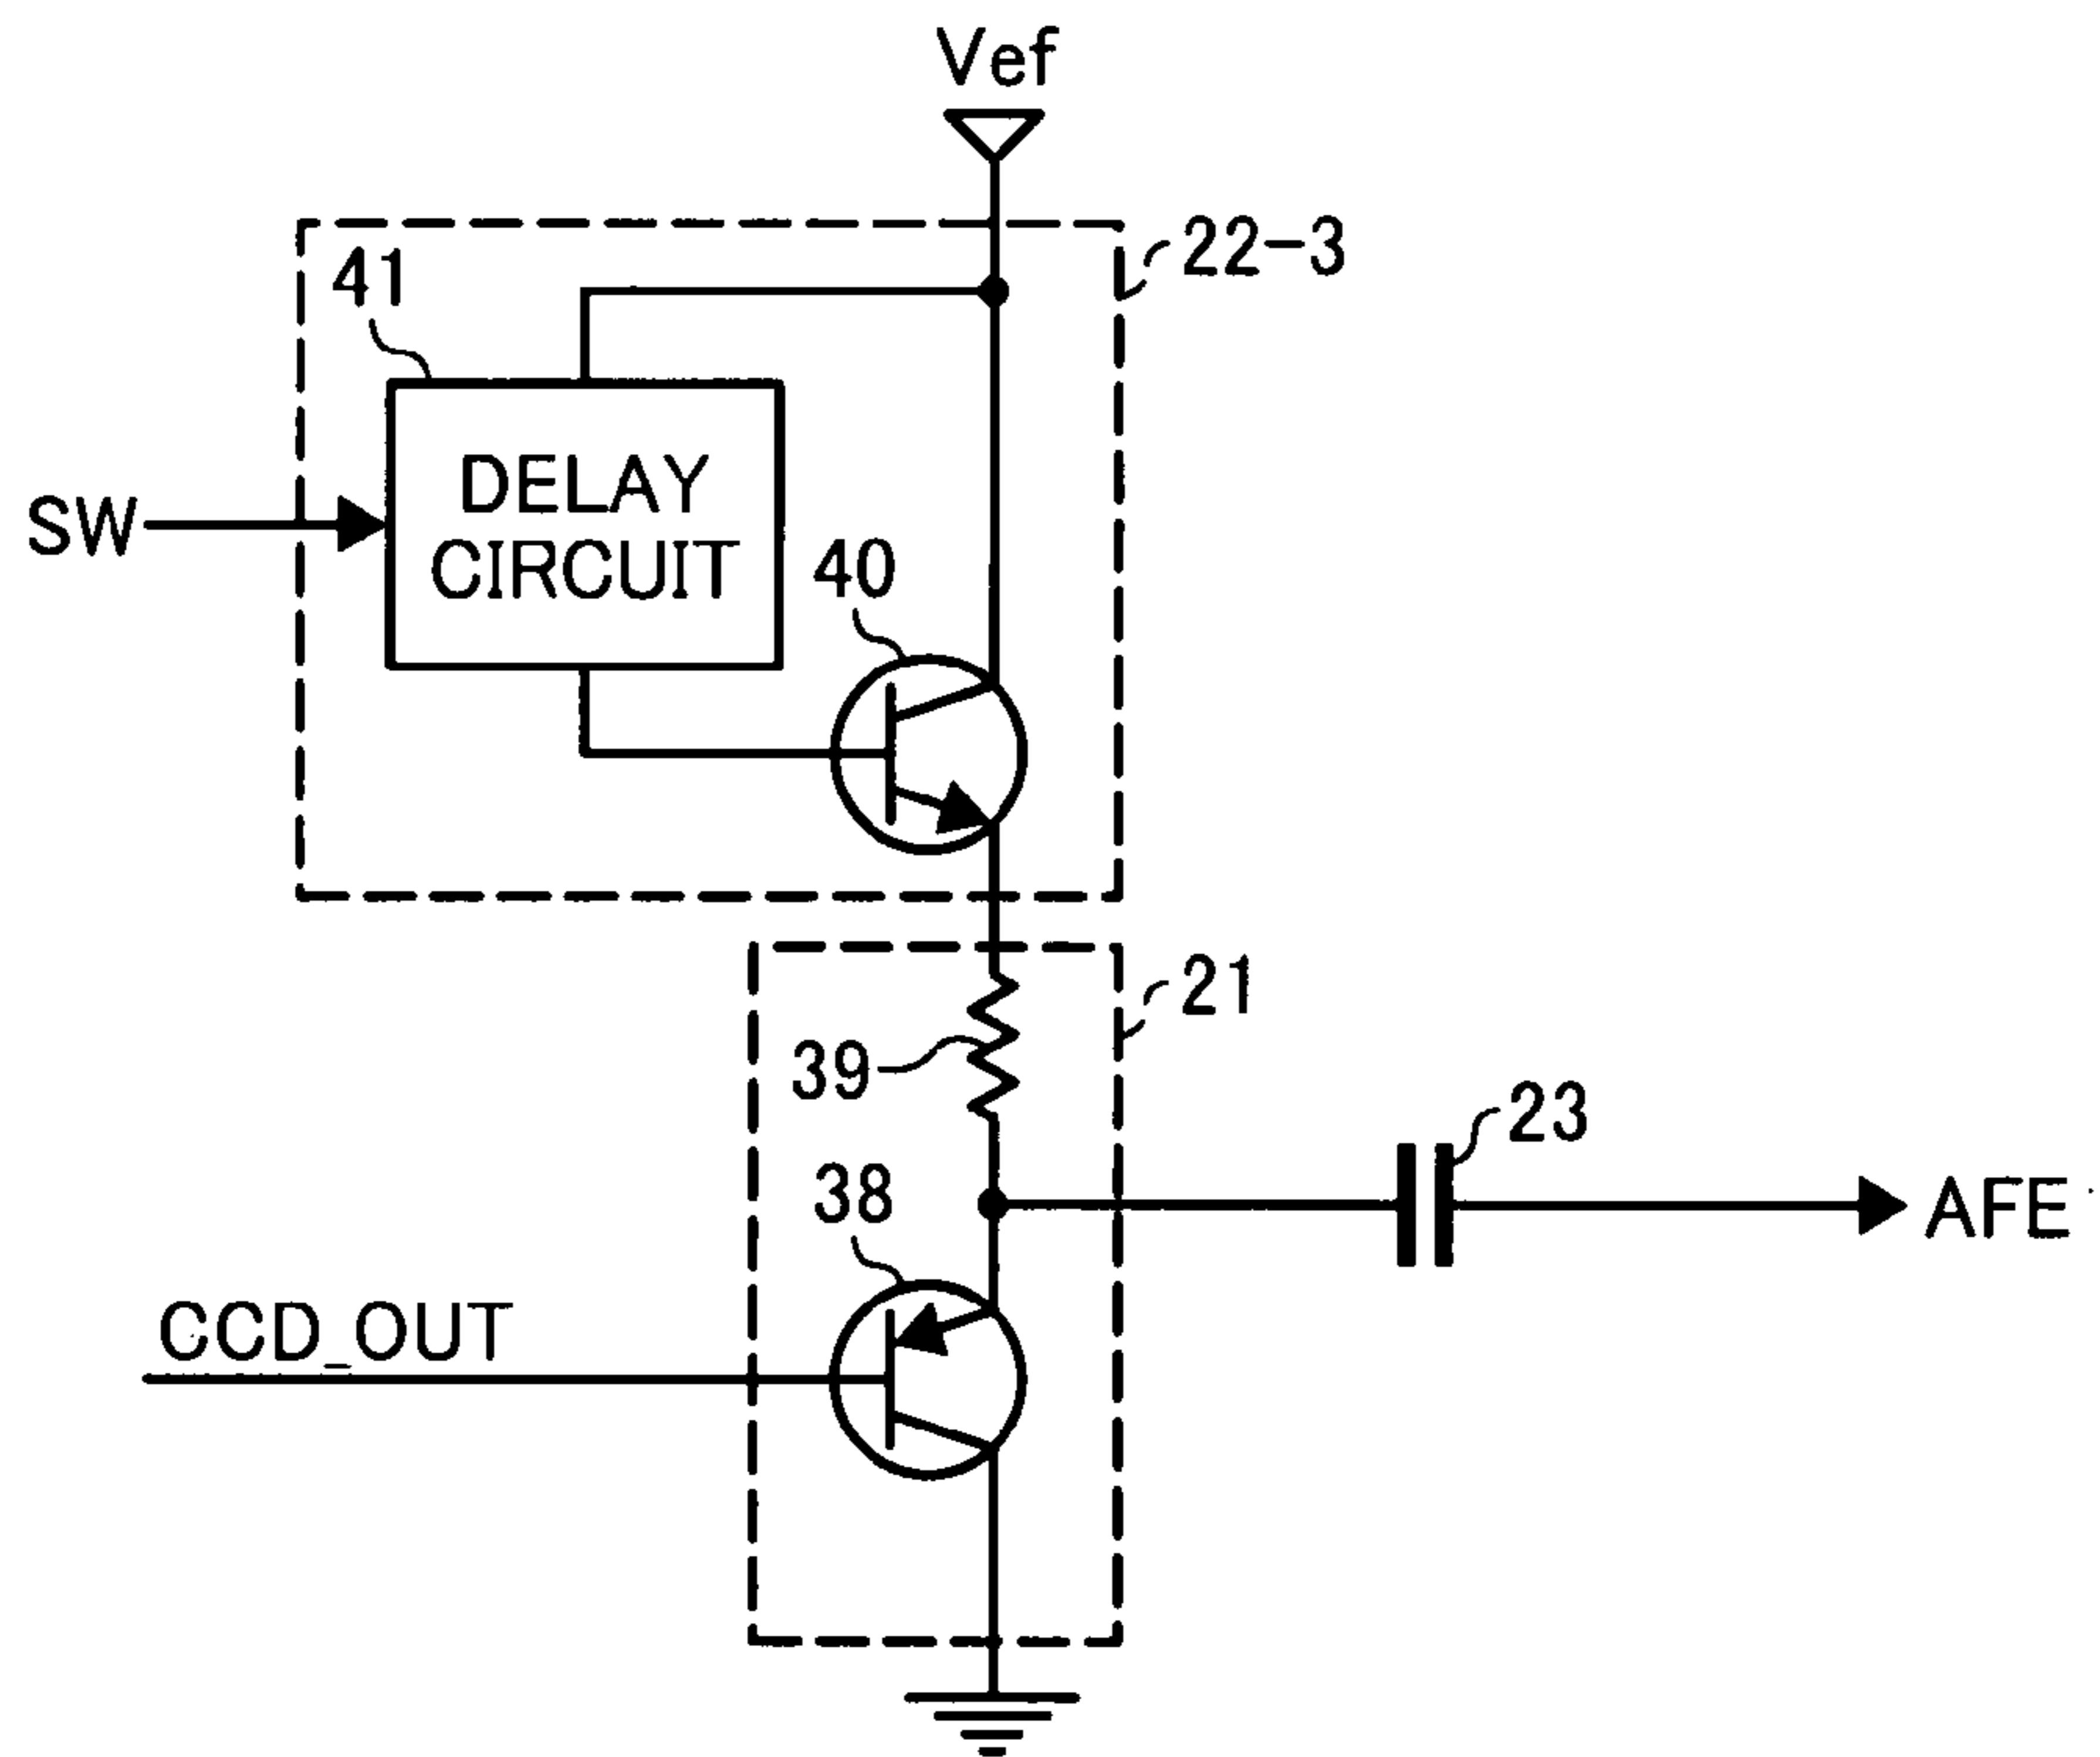 Vef
22-3
41
SW
DELAY
CIRCUIT
40
21
39
23
38
AFE
CCD_OUT